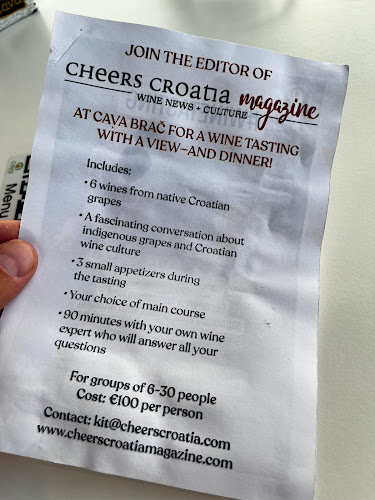 JOIN THE EDITOR OF
CHEERS CROATIA magazine
WINE NEWS + CULTURE
AT CAVA BRAČ FOR A WINE TASTING
WITH A VIEW–AND DINNER!
Includes:
• 6 wines from native Croatian
grapes
• A fascinating conversation about
indigenous grapes and Croatian
wine culture
• 3 small appetizers during
the tasting
• Your choice of main course
• 90 minutes with your own wine
expert who will answer all your
questions
For groups of 6-30 people
Cost: €100 per person
Contact: kit@cheerscroatia.com
www.cheerscroatiamagazine.com
Menu